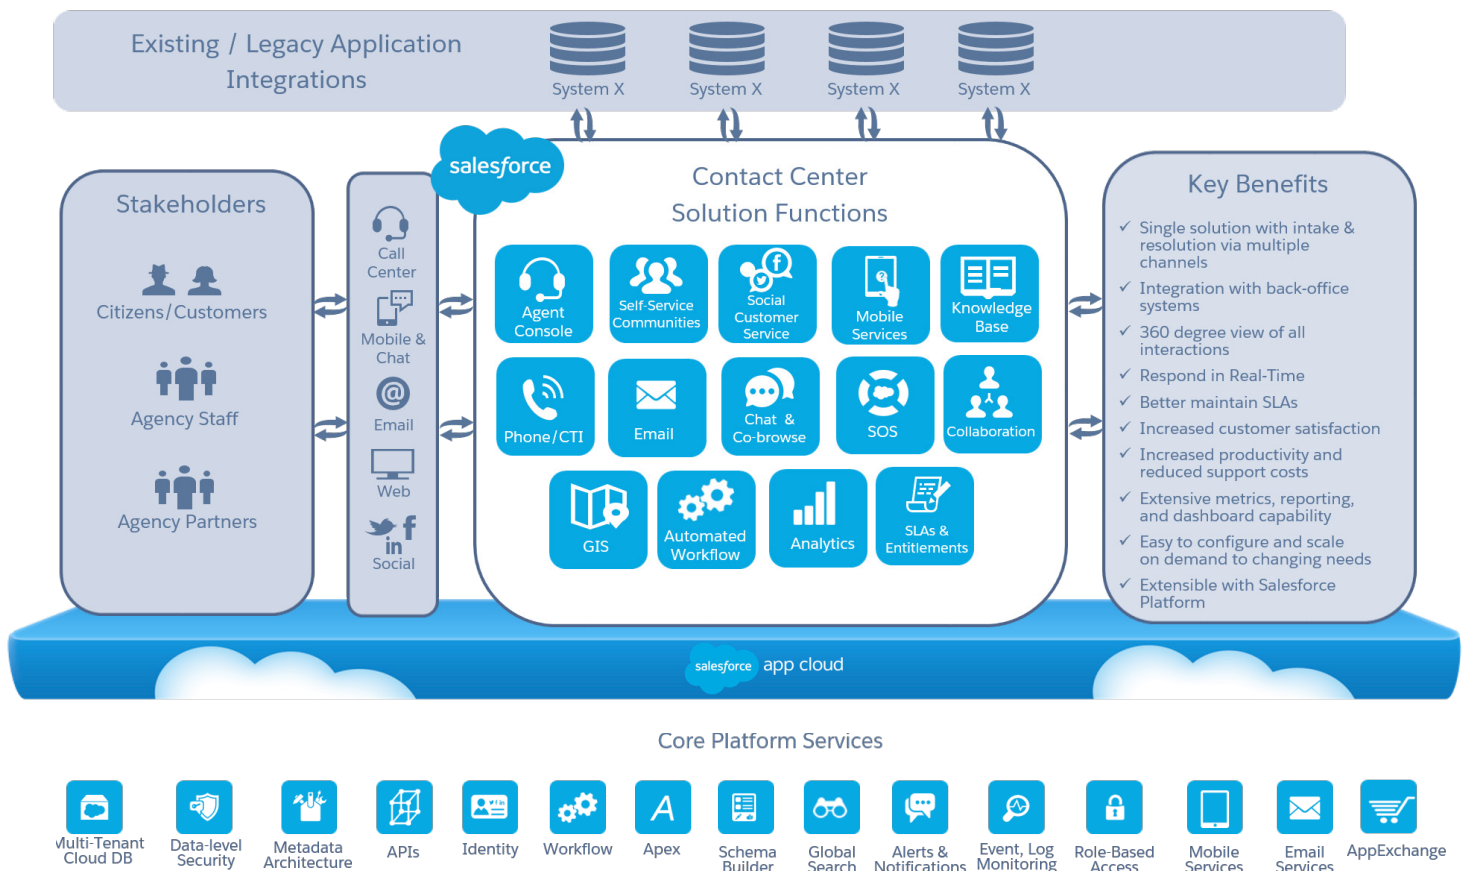 Existing / Legacy Application
Integrations
System X
System X
System X
System X
salesforce
Stakeholders
Citizens/Customers
Agency Staff
Agency Partners
Call
Center
Mobile &
Chat
Email
Web
Social
Contact Center
Solution Functions
Agent
Console
Self-Service
Communities
Social
Customer
Service
Mobile
Services
Knowledge
Base
Phone/CTI
Email
Chat &
Co-browse
SOS
Collaboration
GIS
Automated
Workflow
Analytics
SLAs &
Entitlements
Key Benefits
✓ Single solution with intake &
resolution via multiple
channels
✓ Integration with back-office
systems
✓ 360 degree view of all
interactions
✓ Respond in Real-Time
✓ Better maintain SLAs
✓ Increased customer satisfaction
✓ Increased productivity and
reduced support costs
✓ Extensive metrics, reporting,
and dashboard capability
✓ Easy to configure and scale
on demand to changing needs
✓ Extensible with Salesforce
Platform
salesforce app cloud
Core Platform Services
Multi-Tenant
Cloud DB
Data-level
Security
Metadata
Architecture
APIs
Identity
Workflow
Apex
Schema
Builder
Global
Search
Alerts &
Notifications
Event, Log
Monitoring
Role-Based
Access
Mobile
Services
Email
Services
AppExchange